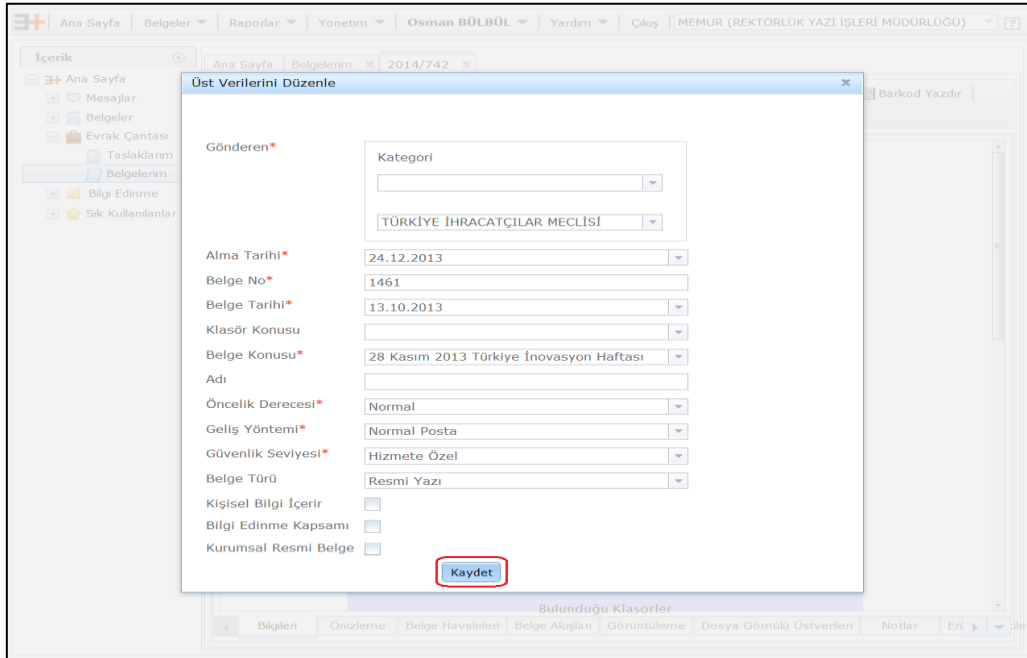 Ana Sayfa Belgeler Raporlar Yönetim Osman BÜLBÜL Yardım Çıkış MEMUR (REKTÖRLÜK YAZI İŞLERİ MÜDÜRLÜĞÜ) ?
İçerik
Ana Sayfa Belgelerim × 2014/742 ×
Ana Sayfa
Mesajlar
Belgeler
Evrak Çantası
Taslaklarım
Belgelerim
Bilgi Edinme
Sık Kullanılanlar
Barkod Yazdır
Üst Verilerini Düzenle ×
Gönderen*
Kategori
TÜRKİYE İHRACATÇILAR MECLİSİ
Alma Tarihi* 24.12.2013
Belge No* 1461
Belge Tarihi* 13.10.2013
Klasör Konusu
Belge Konusu* 28 Kasım 2013 Türkiye İnovasyon Haftası
Adı
Öncelik Derecesi* Normal
Geliş Yöntemi* Normal Posta
Güvenlik Seviyesi* Hizmete Özel
Belge Türü Resmi Yazı
Kişisel Bilgi İçerir
Bilgi Edinme Kapsamı
Kurumsal Resmi Belge
Kaydet
Bulunduğu Klasörler
Bilgileri Önizleme Belge Havaleleri Belge Akışları Görüntüleme Dosya Gömülü Üstverileri Notlar